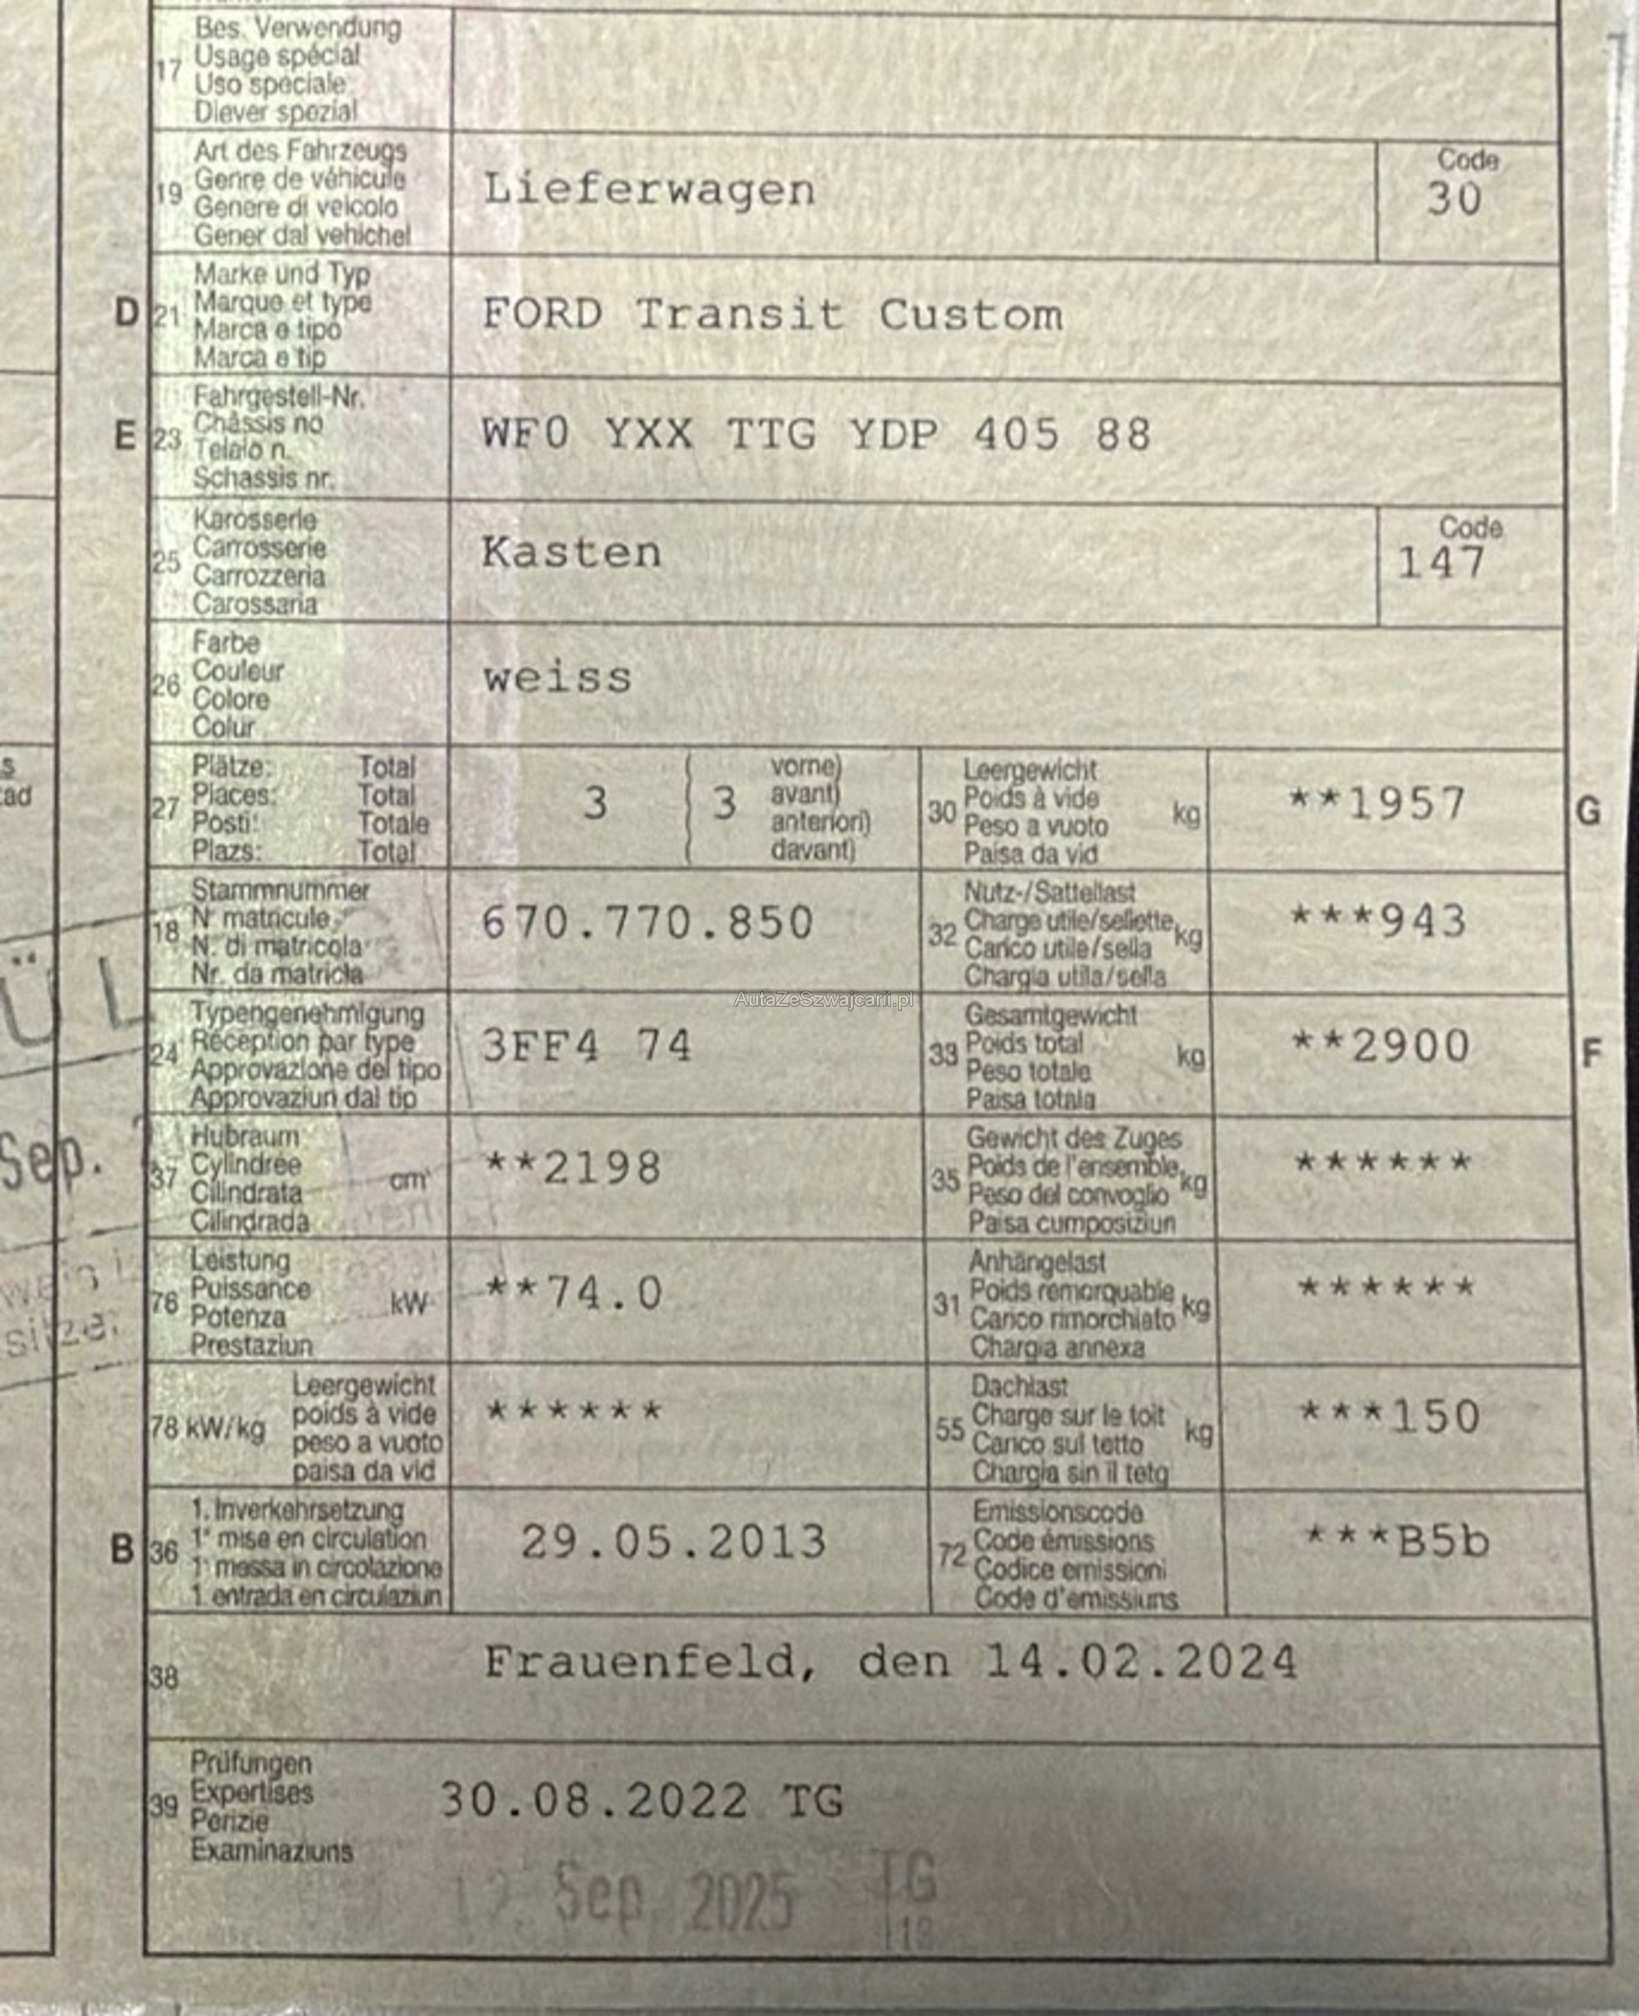 Bes. Verwendung
Usage spécial
17
Uso speciale
Diever spezial
Art des Fahrzeugs
Genre de véhicule
19
Genere di veicolo
Gener dal vehichel
Lieferwagen
Code
30
D
Marke und Typ
Marque et type
21
Marca e tipo
Marca e tip
FORD Transit Custom
E
Fahrgestell-Nr.
Châssis no
23
Telaio n.
Schassis nr.
WF0 YXX TTG YDP 405 88
Karosserie
Carrosserie
25
Carrozzeria
Carossaria
Kasten
Code
147
Farbe
Couleur
26
Colore
Colur
weiss
s
tad
Plätze: Total
Places: Total
27
Posti: Totale
Plazs: Total
3 ( 3
vorne)
avant)
anteriori)
davant)
Leergewicht
30 Poids à vide kg
Peso a vuoto
Paisa da vid
**1957
G
Stammnummer
N° matricule
18
N. di matricola
Nr. da matricla
670.770.850
Nutz-/Sattellast
32 Charge utile/sellette kg
Carico utile/sella
Chargia utila/sella
***943
AutaZeSzwajcarii.pl
ÜL
Typengenehmigung
Réception par type
24
Approvazione del tipo
Approvaziun dal tip
3FF4 74
Gesamtgewicht
33 Poids total kg
Peso totale
Paisa totala
**2900
F
Sep.
Hubraum
Cylindrée
37 cm³
Cilindrata
Cilindrada
**2198
Gewicht des Zuges
35 Poids de l'ensemble kg
Peso del convoglio
Paisa cumposiziun
******
Leistung
Puissance
76 kW
Potenza
Prestaziun
**74.0
Anhängelast
31 Poids remorquable kg
Carico rimorchiato
Chargia annexa
******
Leergewicht
78 kW/kg poids à vide
peso a vuoto
paisa da vid
******
Dachlast
55 Charge sur le toit kg
Carico sul tetto
Chargia sin il tetg
***150
B
1. Inverkehrsetzung
36 1° mise en circulation
1° messa in circolazione
1. entrada en circulaziun
29.05.2013
Emissionscode
72 Code émissions
Codice emissioni
Code d'emissiuns
***B5b
38
Frauenfeld, den 14.02.2024
Prüfungen
39 Expertises
Perizie
Examinaziuns
30.08.2022 TG
12. Sep. 2025 TG